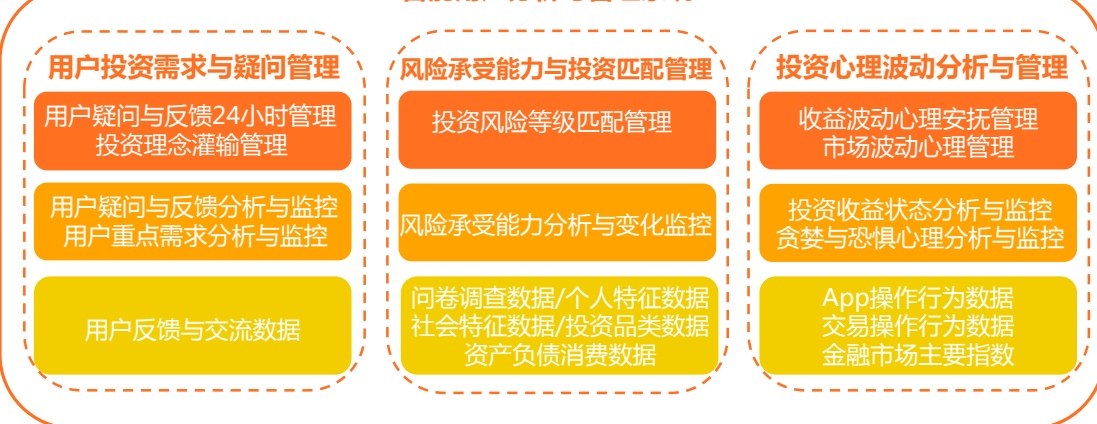 用户投资需求与疑问管理
用户疑问与反馈24小时管理
投资理念灌输管理
用户疑问与反馈分析与监控
用户重点需求分析与监控
用户反馈与交流数据
风险承受能力与投资匹配管理
投资风险等级匹配管理
风险承受能力分析与变化监控
问卷调查数据/个人特征数据
社会特征数据/投资品类数据
资产负债消费数据
投资心理波动分析与管理
收益波动心理安抚管理
市场波动心理管理
投资收益状态分析与监控
贪婪与恐惧心理分析与监控
App操作行为数据
交易操作行为数据
金融市场主要指数